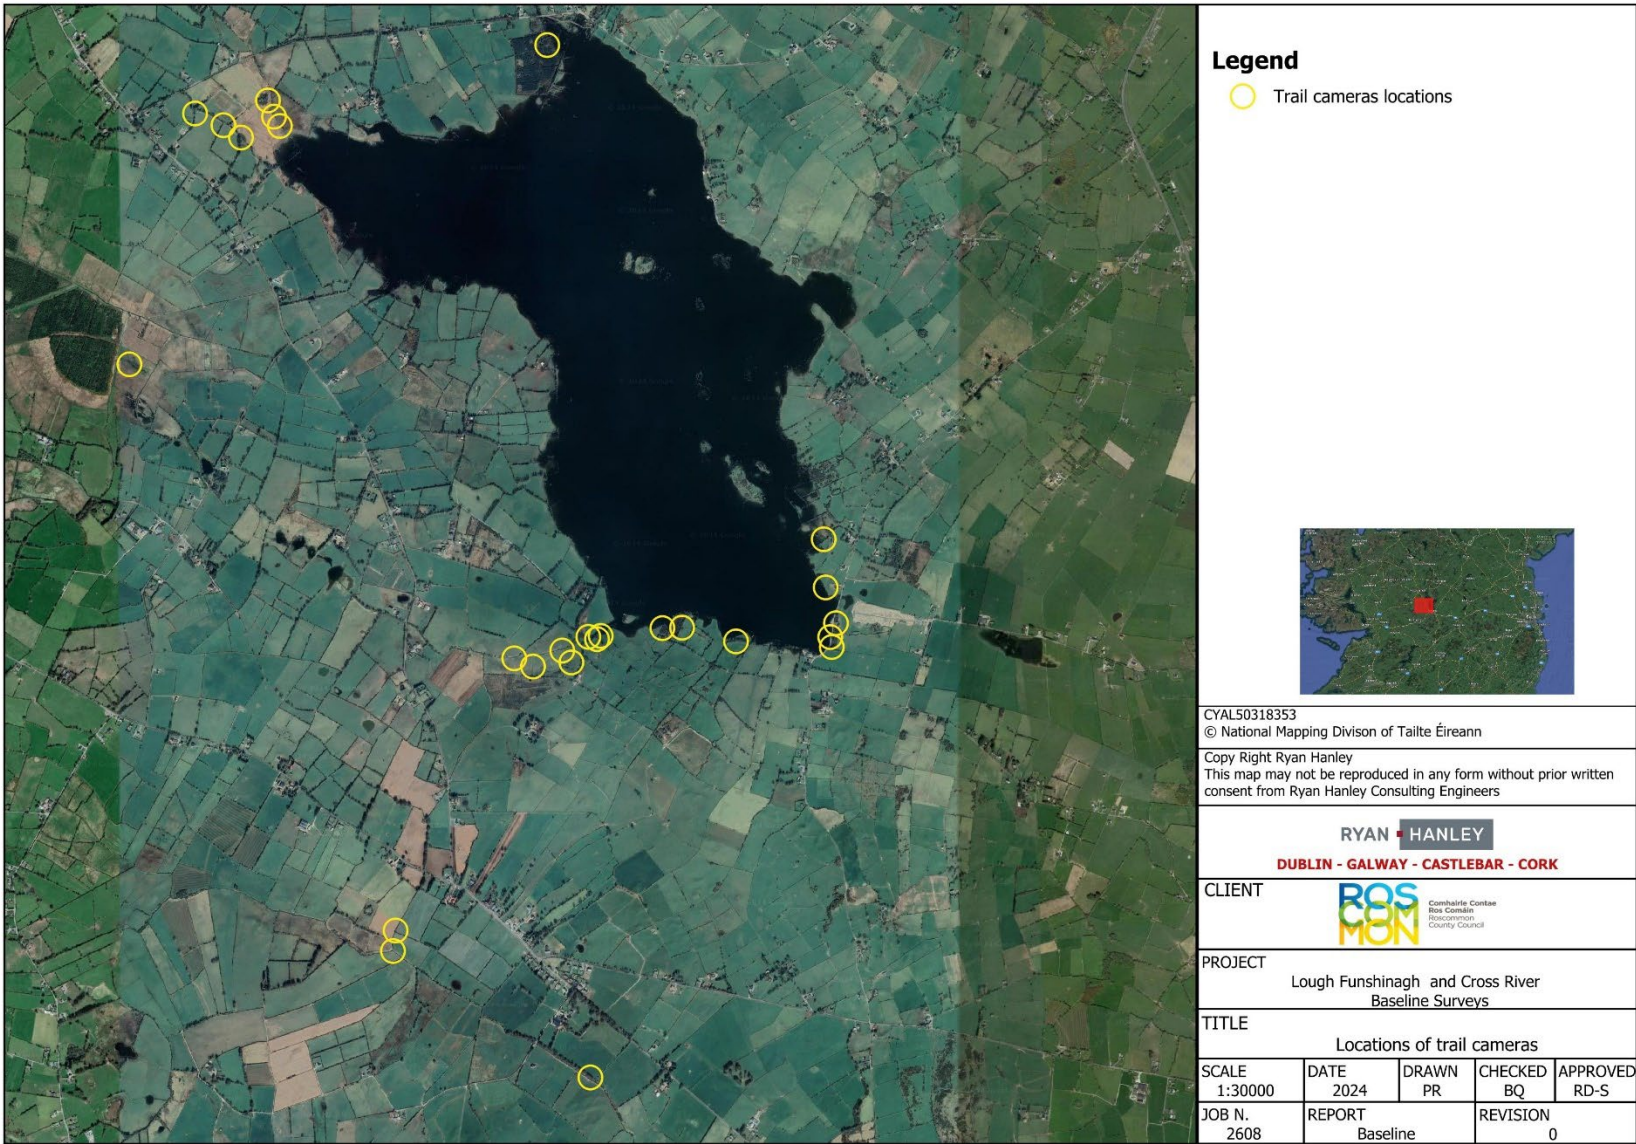 Legend
Trail cameras locations
CYAL50318353
© National Mapping Divison of Tailte Éireann
Copy Right Ryan Hanley
This map may not be reproduced in any form without prior written
consent from Ryan Hanley Consulting Engineers
RYAN HANLEY
DUBLIN - GALWAY - CASTLEBAR - CORK
CLIENT
ROS
COM
MON
Comhairle Contae
Ros Comáin
Roscommon
County Council
PROJECT
Lough Funshinagh and Cross River
Baseline Surveys
TITLE
Locations of trail cameras
SCALE
1:30000
DATE
2024
DRAWN
PR
CHECKED
BQ
APPROVED
RD-S
JOB N.
2608
REPORT
Baseline
REVISION
0